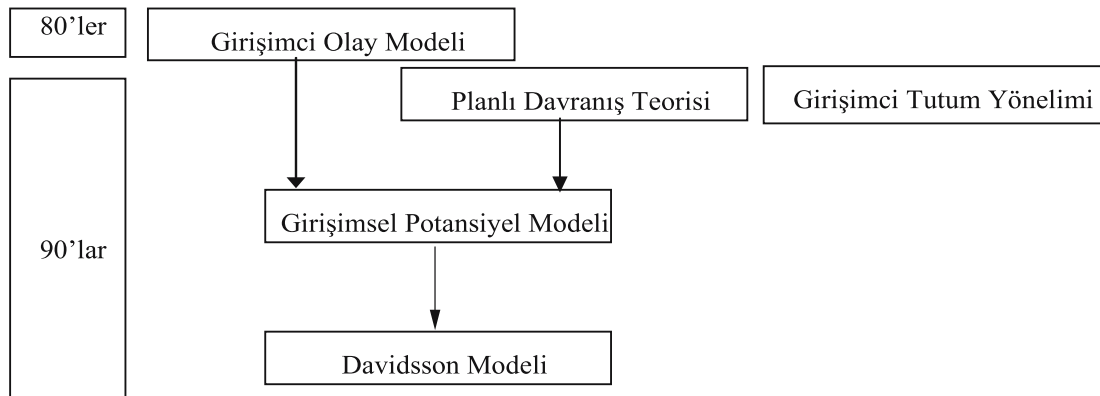 80’ler
Girişimci Olay Modeli
Planlı Davranış Teorisi
Girişimci Tutum Yönelimi
Girişimsel Potansiyel Modeli
90’lar
Davidsson Modeli